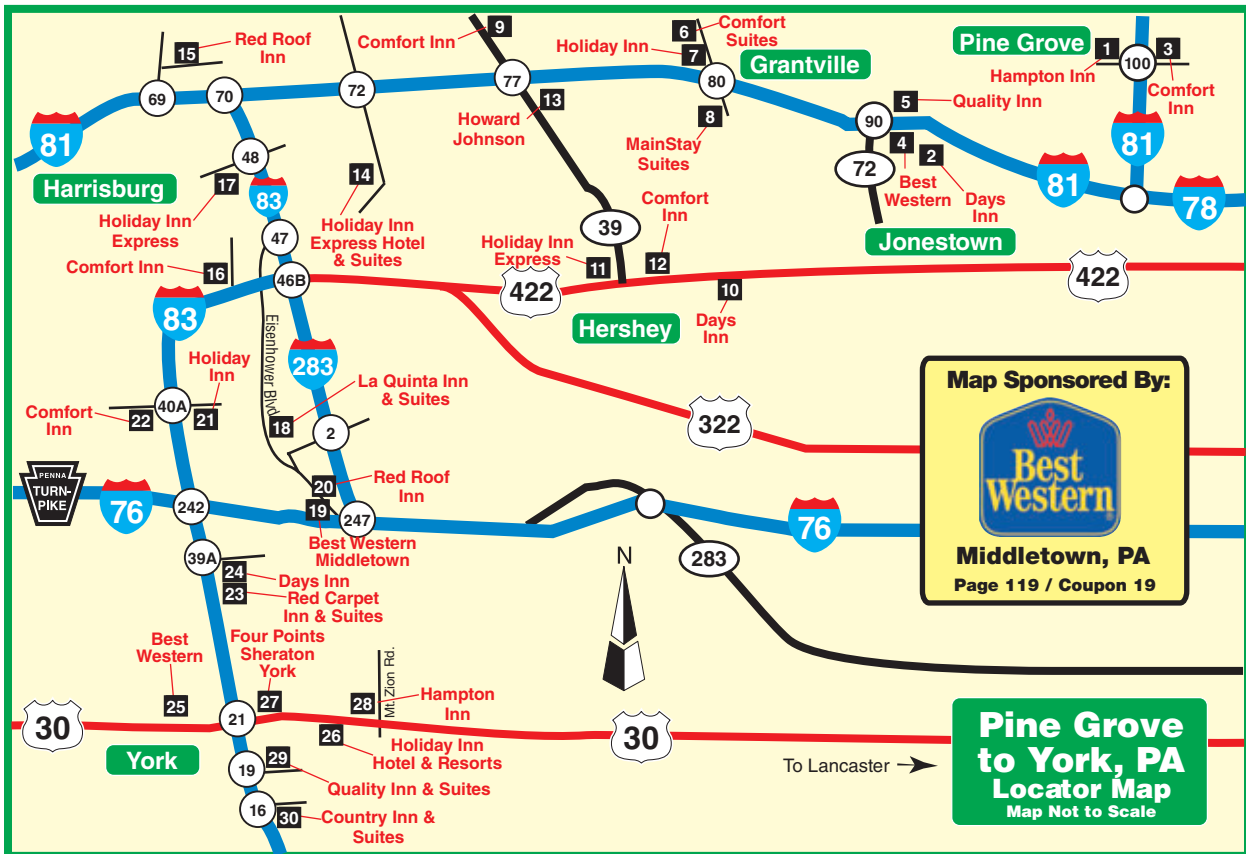 9
Comfort Inn
6
Comfort
Suites
Holiday Inn
7
Grantville
Pine Grove
1
Hampton Inn
100
3
Comfort
Inn
15
Red Roof
Inn
69
70
72
77
80
81
Harrisburg
48
17
Holiday Inn
Express
83
14
Holiday Inn
Express Hotel
& Suites
13
Howard
Johnson
8
MainStay
Suites
5
Quality Inn
90
4
Best
Western
2
Days
Inn
72
Jonestown
81
81
78
39
Comfort
Inn
12
Holiday Inn
Express
11
47
Comfort Inn
16
46B
83
422
422
10
Days
Inn
Hershey
Eisenhower Blvd
283
Holiday
Inn
La Quinta Inn
& Suites
40A
Comfort
Inn
22
21
18
2
322
Map Sponsored By:
Best
Western
®
Middletown, PA
Page 119 / Coupon 19
PENNA
TURN-
PIKE
76
242
20
Red Roof
Inn
19
247
Best Western
Middletown
76
283
39A
24
Days Inn
23
Red Carpet
Inn & Suites
N
Best
Western
25
Four Points
Sheraton
York
27
28
Mt.Zion Rd.
Hampton
Inn
30
21
26
Holiday Inn
Hotel & Resorts
30
York
19
29
Quality Inn & Suites
16
30
Country Inn &
Suites
To Lancaster
Pine Grove
to York, PA
Locator Map
Map Not to Scale